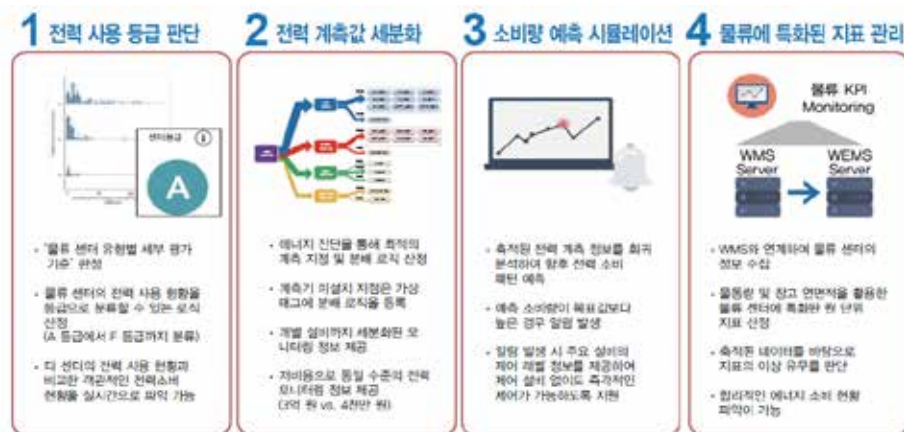 1 전력 사용 등급 판단
센터등급
A
• "물류 센터 유형별 세부 평가
기준" 판정
• 물류 센터의 전력 사용 현황을
등급으로 분류할 수 있는 로직
산정
(A 등급에서 F 등급까지 분류)
• 타 센터의 전력 사용 현황과
비교한 객관적인 전력소비
현황을 실시간으로 파악 가능
2 전력 계측값 세분화
• 에너지 진단을 통해 최적의
계측 지점 및 분배 로직 산정
• 계측기 미설치 지점은 가상
태그에 분배 로직을 등록
• 개별 설비까지 세분화된 모
니터링 정보 제공
• 저비용으로 동일 수준의 전력
모니터링 정보 제공
(3억 원 vs. 4천만 원)
3 소비량 예측 시뮬레이션
• 축적된 전력 계측 정보를 회귀
분석하여 향후 전력 소비
패턴 예측
• 예측 소비량이 목표값보다
높은 경우 알람 발생
• 알람 발생 시 주요 설비의
제어 레벨 정보를 제공하여
제어 설비 없이도 즉각적인
제어가 가능하도록 지원
4 물류에 특화된 지표 관리
물류 KPI
Monitoring
WMS
Server
WEMS
Server
• WMS와 연계하여 물류 센터의
정보 수집
• 물동량 및 창고 연면적을 활용한
물류 센터에 특화한 원 단위
지표 산정
• 축적된 데이터를 바탕으로
지표의 이상 유무를 판단
• 합리적인 에너지 소비 현황
파악이 가능